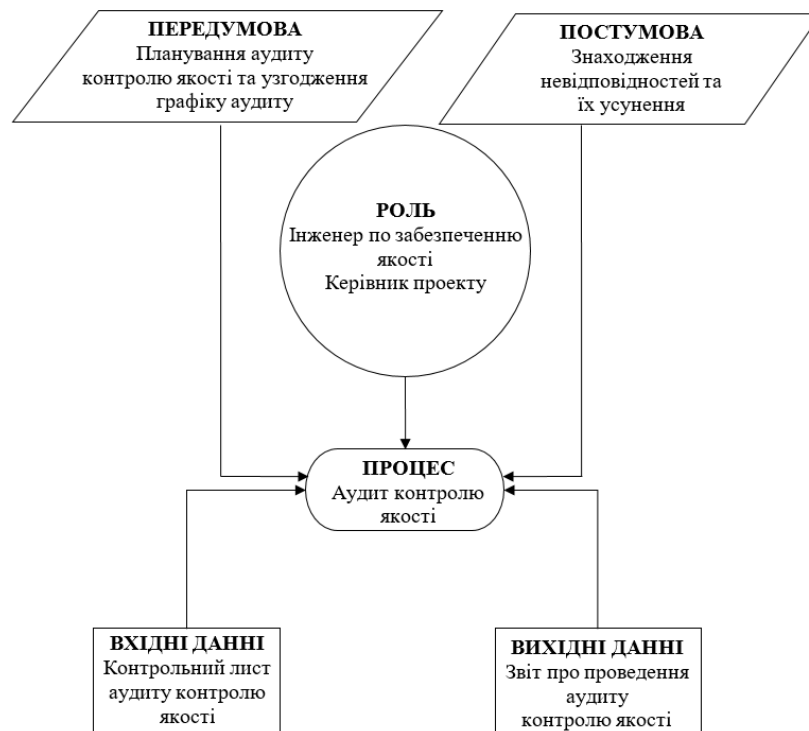 ПЕРЕДУМОВА
Планування аудиту
контролю якості та узгодження
графіку аудиту
ПОСТУМОВА
Знаходження
невідповідностей та
їх усунення
РОЛЬ
Інженер по забезпеченню
якості
Керівник проекту
ПРОЦЕС
Аудит контролю
якості
ВХІДНІ ДАННІ
Контрольний лист
аудиту контролю
якості
ВИХІДНІ ДАННІ
Звіт про проведення
аудиту
контролю якості